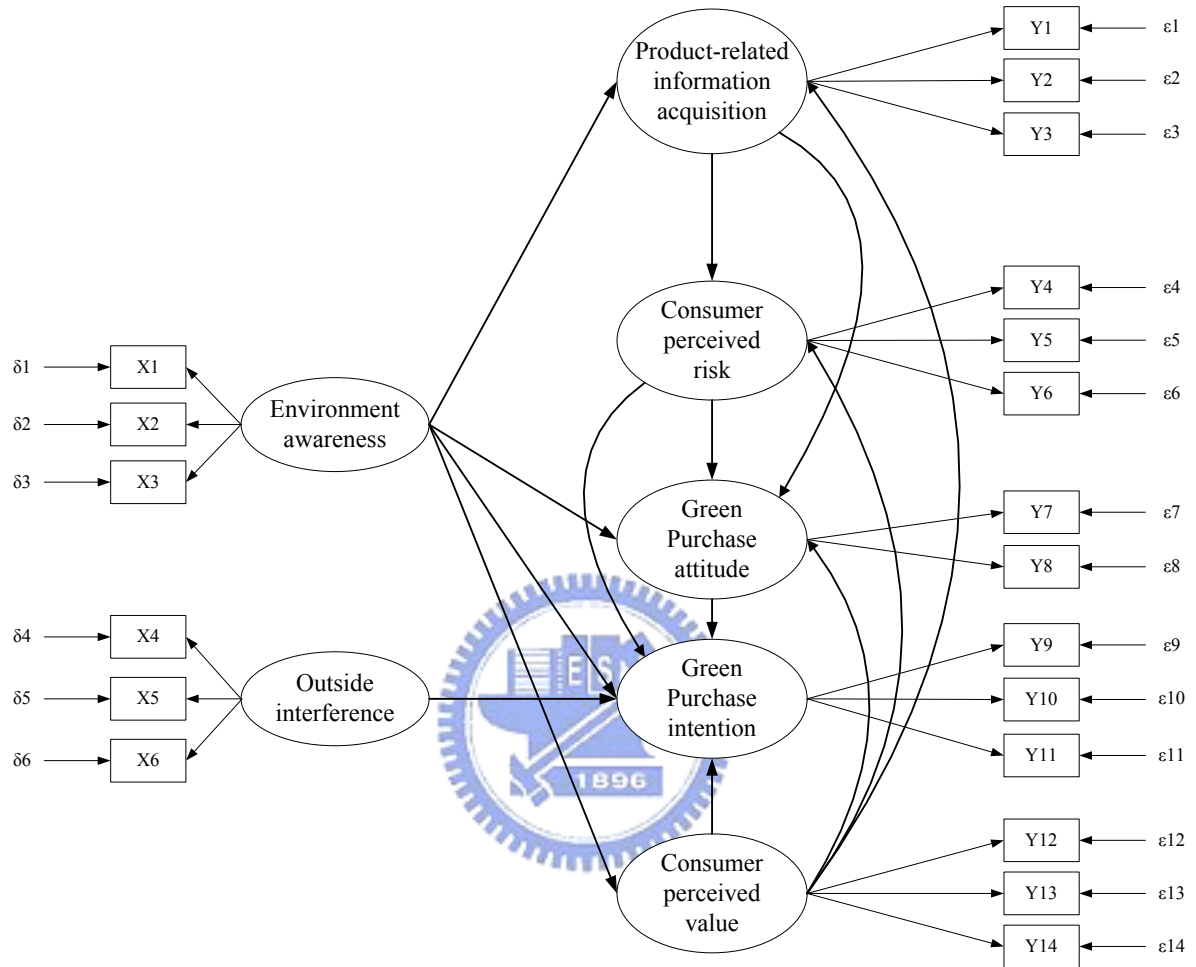 Product-related
information
acquisition
Y1
ε1
Y2
ε2
Y3
ε3
Consumer
perceived
risk
Y4
ε4
Y5
ε5
Y6
ε6
δ1
X1
δ2
X2
δ3
X3
Environment
awareness
Green
Purchase
attitude
Y7
ε7
Y8
ε8
δ4
X4
δ5
X5
δ6
X6
Outside
interference
Green
Purchase
intention
Y9
ε9
Y10
ε10
Y11
ε11
ES
1896
Consumer
perceived
value
Y12
ε12
Y13
ε13
Y14
ε14